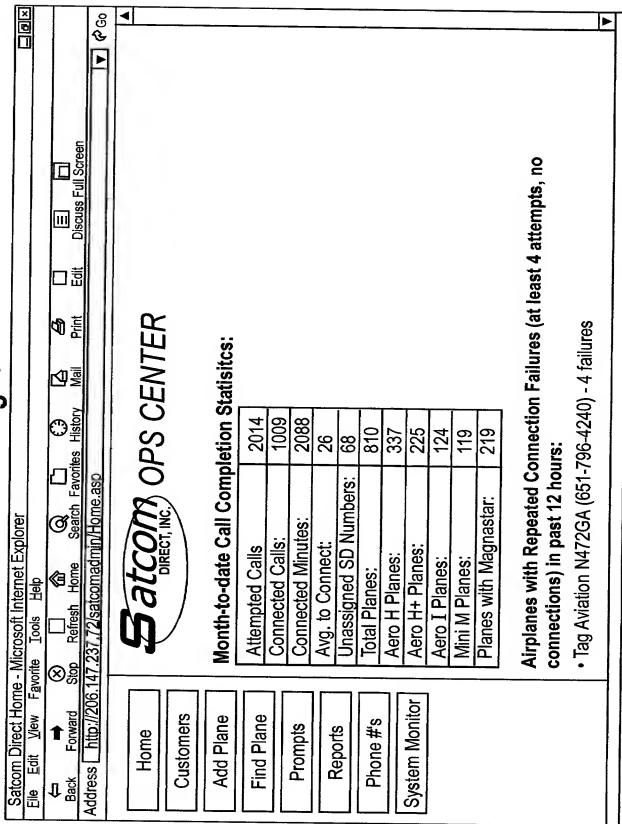 Satcom Direct Home - Microsoft Internet Explorer
File Edit View Favorite Tools Help
Back Forward Stop Refresh Home Search Favorites History Mail Print Edit Discuss Full Screen
Address http://206.147.237.72/satcomadmin/Home.asp Go
Satcom OPS CENTER
DIRECT, INC.
Home
Customers
Add Plane
Find Plane
Prompts
Reports
Phone #'s
System Monitor
Month-to-date Call Completion Statisitcs:
Attempted Calls 2014
Connected Calls: 1009
Connected Minutes: 2088
Avg. to Connect: 26
Unassigned SD Numbers: 68
Total Planes: 810
Aero H Planes: 337
Aero H+ Planes: 225
Aero I Planes: 124
Mini M Planes: 119
Planes with Magnastar: 219
Airplanes with Repeated Connection Failures (at least 4 attempts, no
connections) in past 12 hours:
• Tag Aviation N472GA (651-796-4240) - 4 failures